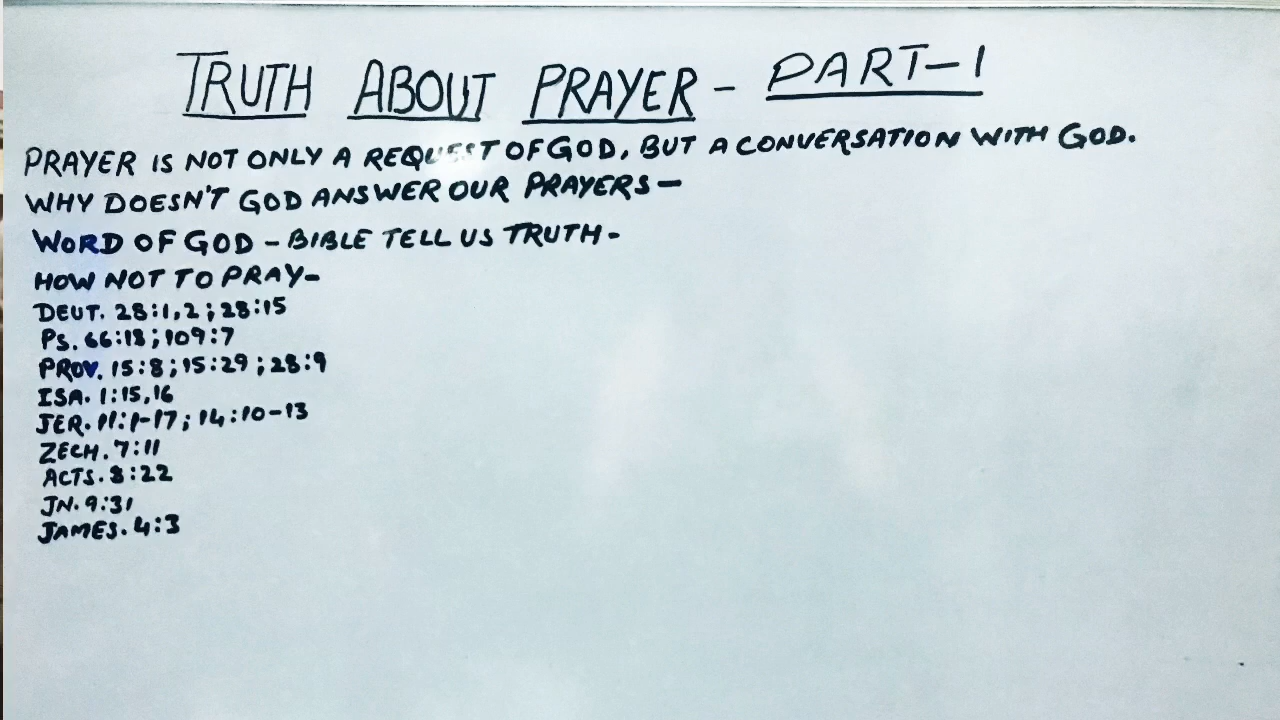 TRUTH ABOUT PRAYER - PART-1
PRAYER IS NOT ONLY A REQUEST OF GOD, BUT A CONVERSATION WITH GOD.
WHY DOESN'T GOD ANSWER OUR PRAYERS-
WORD OF GOD - BIBLE TELL US TRUTH-
HOW NOT TO PRAY-
DEUT. 28:1,2; 28:15
PS. 66:18; 109:7
PROV. 15:8; 15:29; 28:9
ISA. 1:15,16
JER. 11:1-17; 14:10-13
ZECH. 7:11
ACTS. 8:22
JN. 9:31
JAMES. 4:3